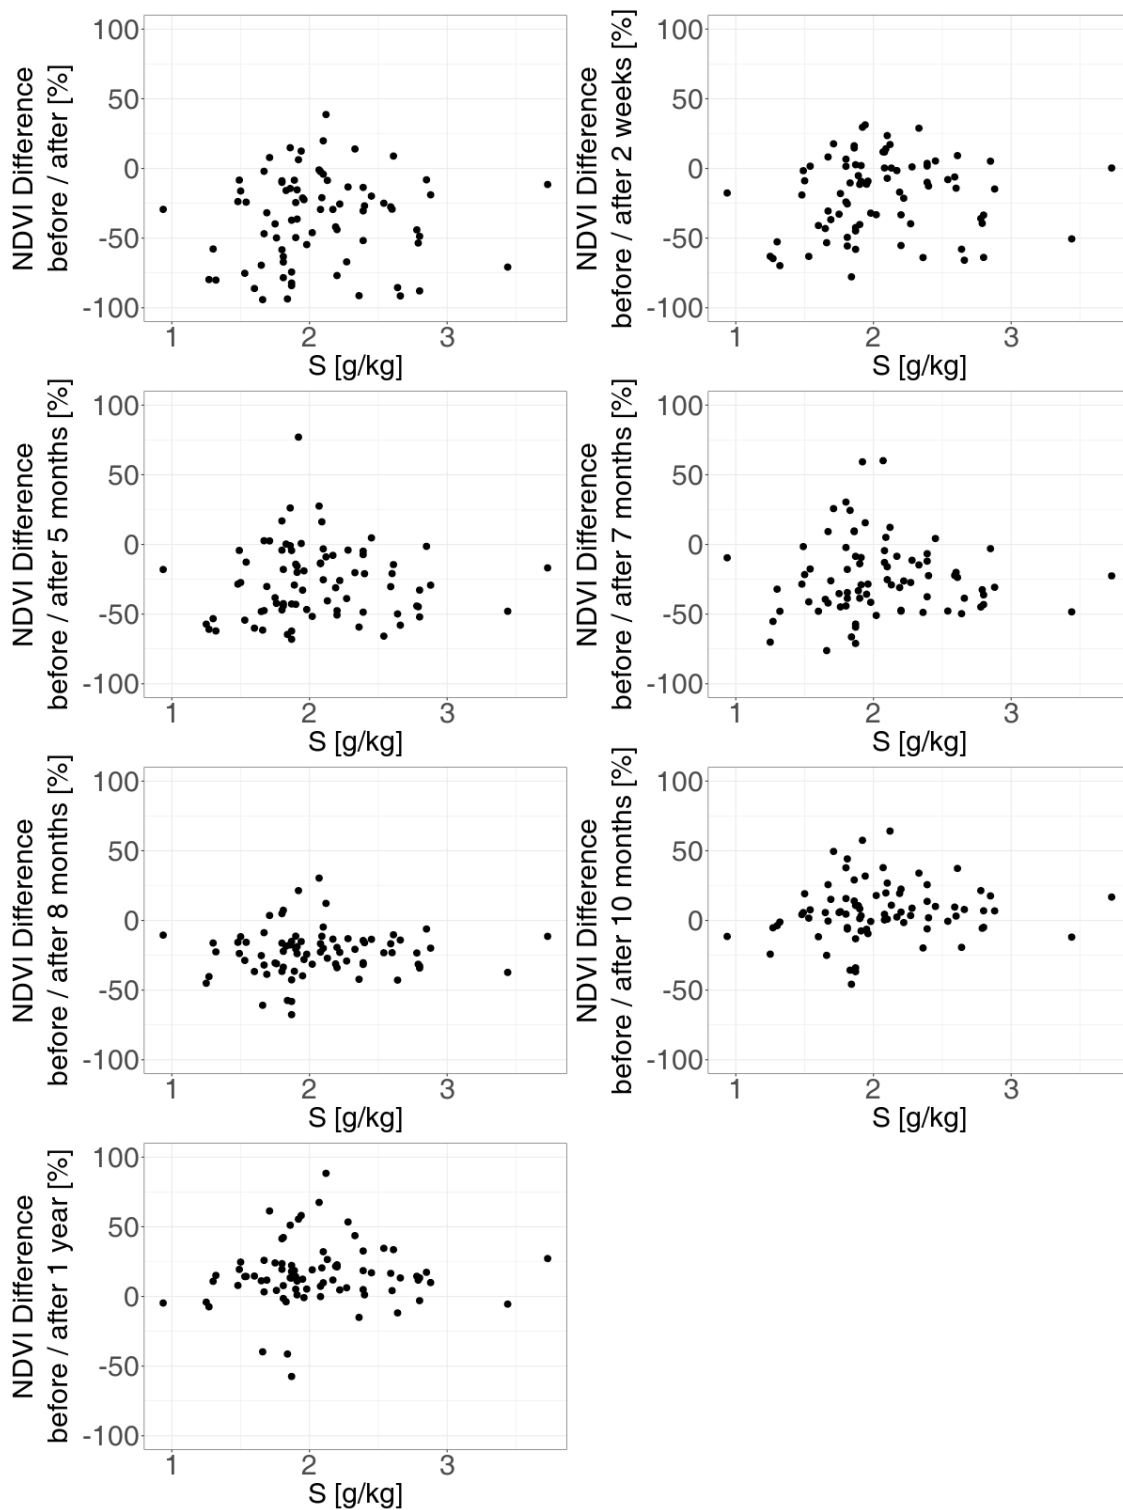 NDVI Difference
before / after [%]
100
50
0
-50
-100
1 2 3
S [g/kg]
NDVI Difference
before / after 2 weeks [%]
100
50
0
-50
-100
1 2 3
S [g/kg]
NDVI Difference
before / after 5 months [%]
100
50
0
-50
-100
1 2 3
S [g/kg]
NDVI Difference
before / after 7 months [%]
100
50
0
-50
-100
1 2 3
S [g/kg]
NDVI Difference
before / after 8 months [%]
100
50
0
-50
-100
1 2 3
S [g/kg]
NDVI Difference
before / after 10 months [%]
100
50
0
-50
-100
1 2 3
S [g/kg]
NDVI Difference
before / after 1 year [%]
100
50
0
-50
-100
1 2 3
S [g/kg]